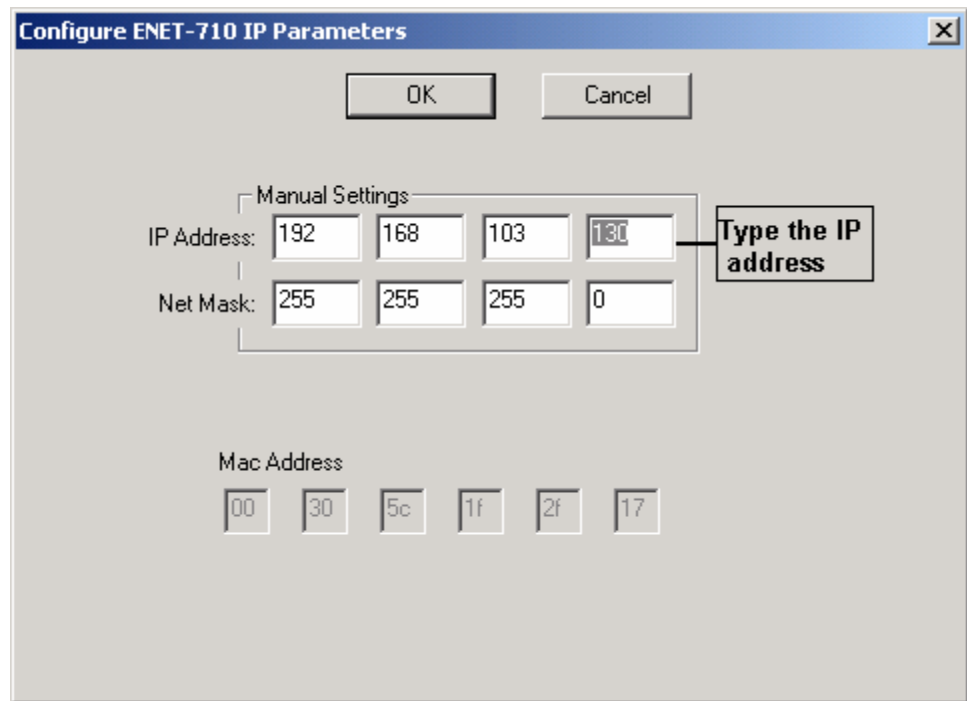 Configure ENET-710 IP Parameters
OK Cancel
Manual Settings
IP Address: 192 168 103 130
Type the IP
address
Net Mask: 255 255 255 0
Mac Address
00 30 5c 1f 2f 17